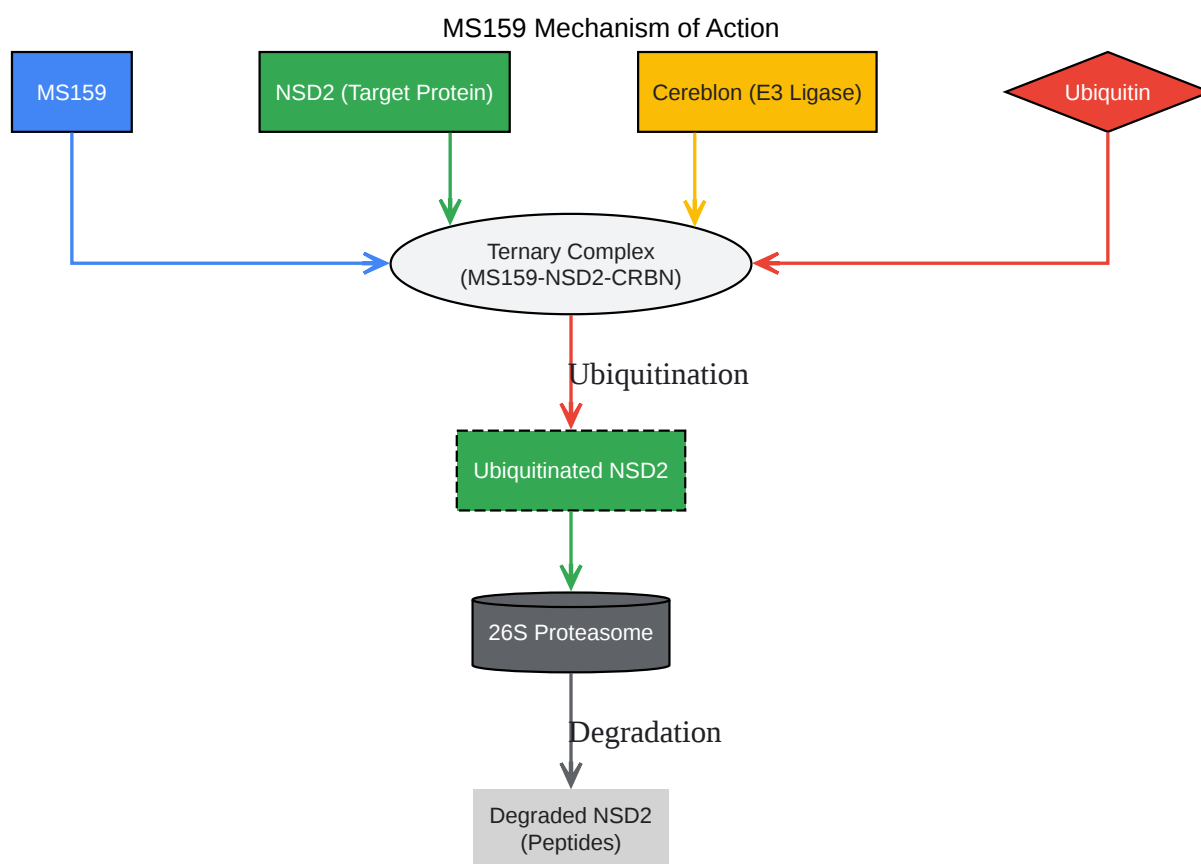 MS159 Mechanism of Action
MS159
NSD2 (Target Protein)
Cereblon (E3 Ligase)
Ubiquitin
Ternary Complex
(MS159-NSD2-CRBN)
Ubiquitination
Ubiquitinated NSD2
26S Proteasome
Degradation
Degraded NSD2
(Peptides)